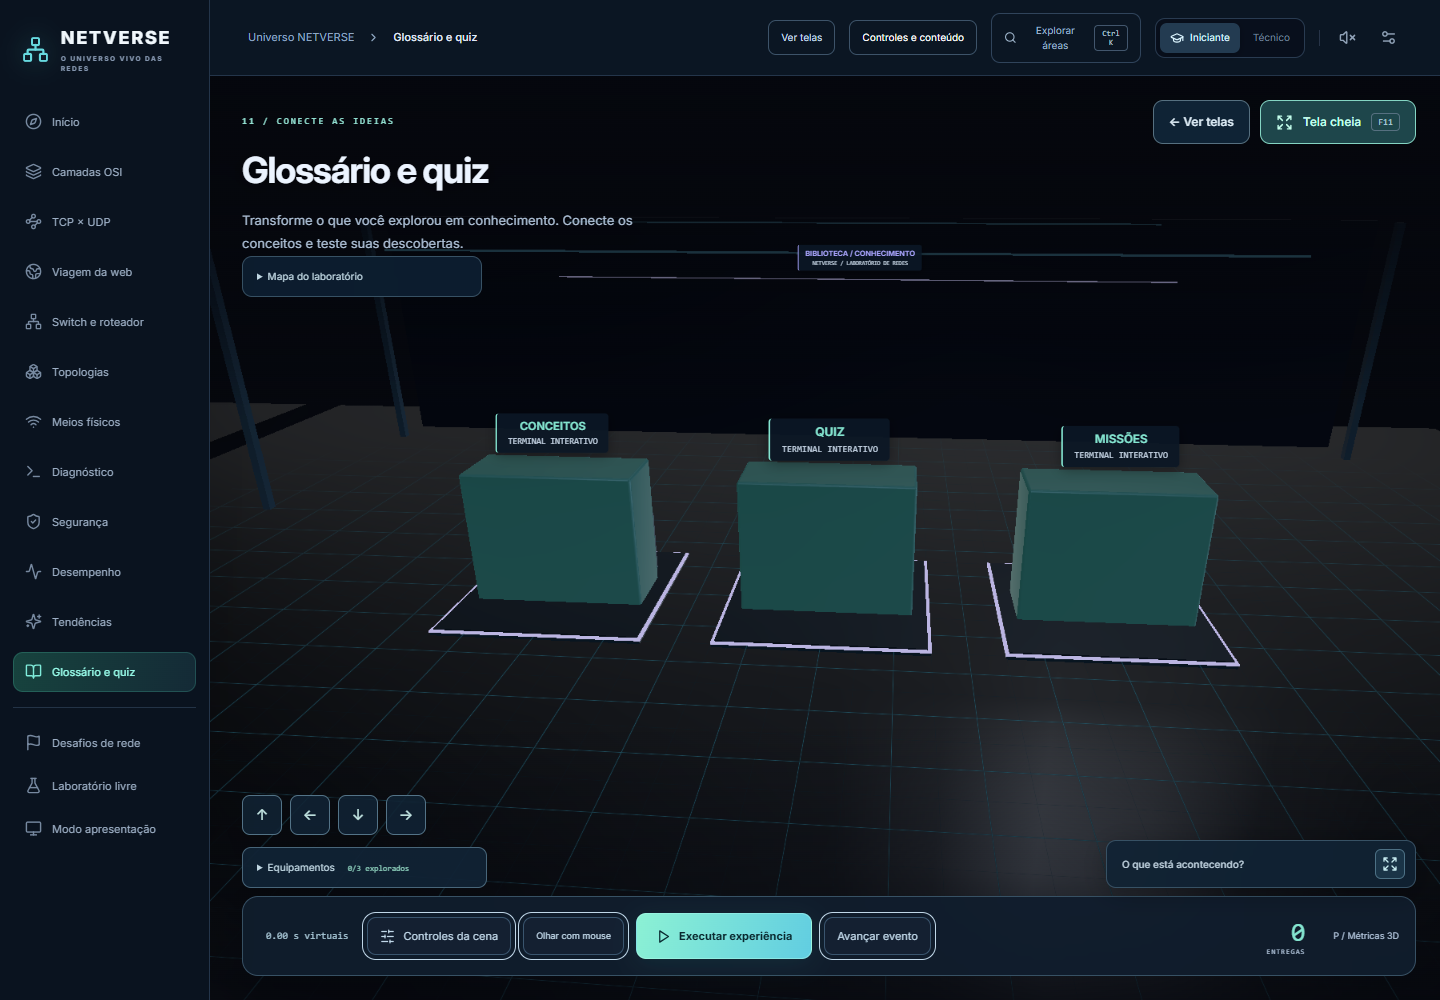 NETVERSE
O UNIVERSO VIVO DAS
REDES
Início
Camadas OSI
TCP × UDP
Viagem da web
Switch e roteador
Topologias
Meios físicos
Diagnóstico
Segurança
Desempenho
Tendências
Glossário e quiz
Desafios de rede
Laboratório livre
Modo apresentação
Universo NETVERSE > Glossário e quiz
Ver telas
Controles e conteúdo
Explorar
áreas
Ctrl
K
Iniciante
Técnico
11 / CONECTE AS IDEIAS
← Ver telas
Tela cheia F11
Glossário e quiz
Transforme o que você explorou em conhecimento. Conecte os
conceitos e teste suas descobertas.
▶ Mapa do laboratório
BIBLIOTECA / CONHECIMENTO
NETVERSE / LABORATÓRIO DE REDES
CONCEITOS
TERMINAL INTERATIVO
QUIZ
TERMINAL INTERATIVO
MISSÕES
TERMINAL INTERATIVO
↑ ← ↓ →
▶ Equipamentos 0/3 explorados
O que está acontecendo?
0.00 s virtuais
Controles da cena
Olhar com mouse
Executar experiência
Avançar evento
0
ENTREGAS
P / Métricas 3D